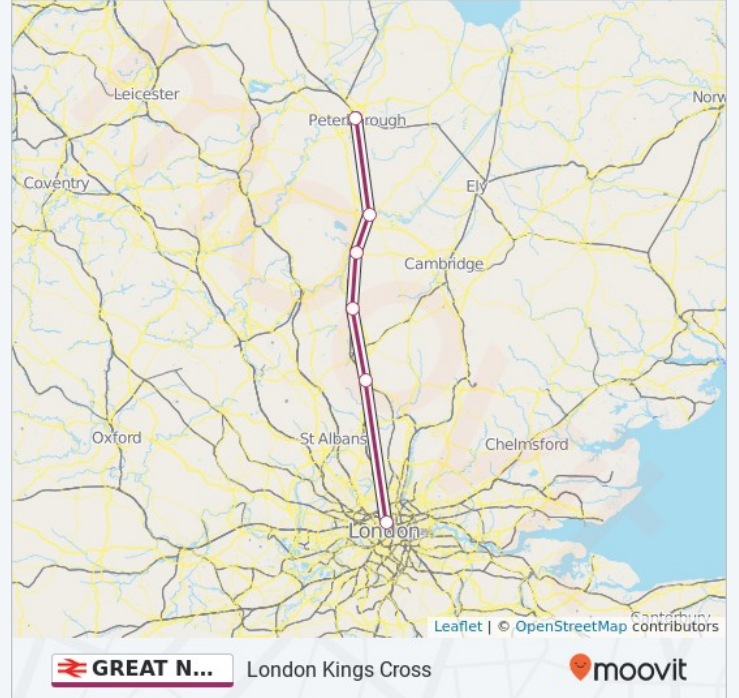 Leicester
Norw
Peterborough
Coventry
Ely
Cambridge
Oxford
St Albans
Chelmsford
London
Canterbury
Leaflet | © OpenStreetMap contributors
GREAT N...
London Kings Cross
moovit